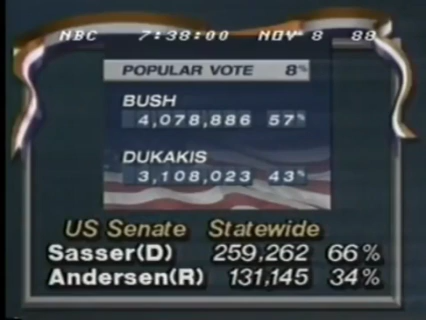 NBC 7:38:00 NOV 8 88
POPULAR VOTE 8%
BUSH
4,078,886 57%
DUKAKIS
3,108,023 43%
US Senate Statewide
Sasser(D) 259,262 66%
Andersen(R) 131,145 34%